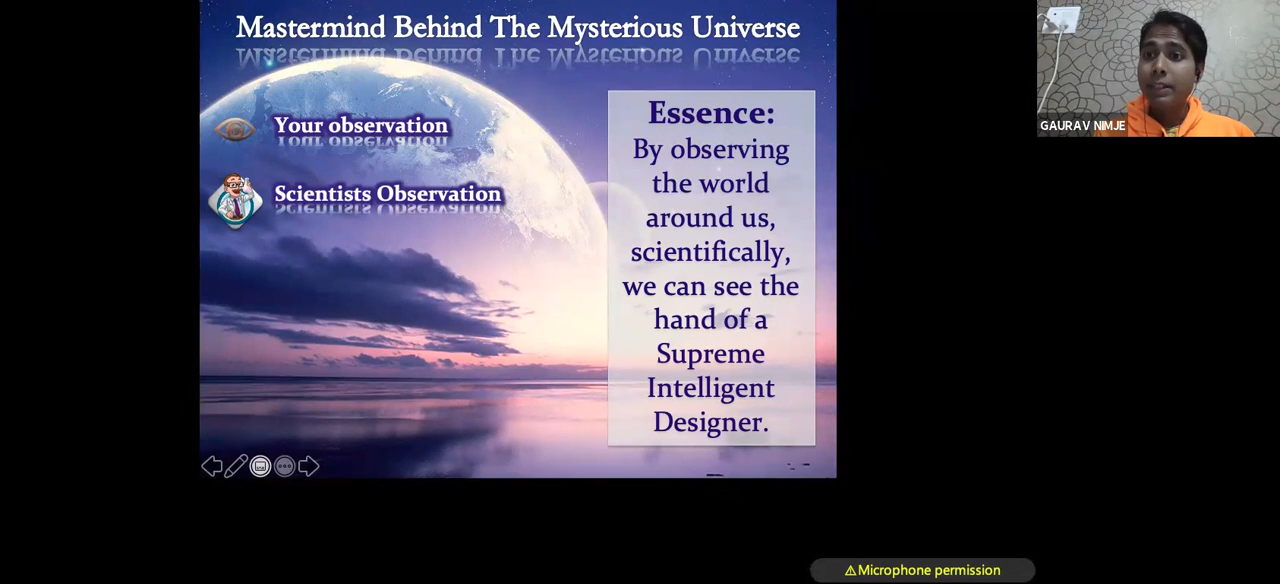 Mastermind Behind The Mysterious Universe
Your observation
Scientists Observation
Essence:
By observing
the world
around us,
scientifically,
we can see the
hand of a
Supreme
Intelligent
Designer.
GAURAV NIMJE
⚠Microphone permission